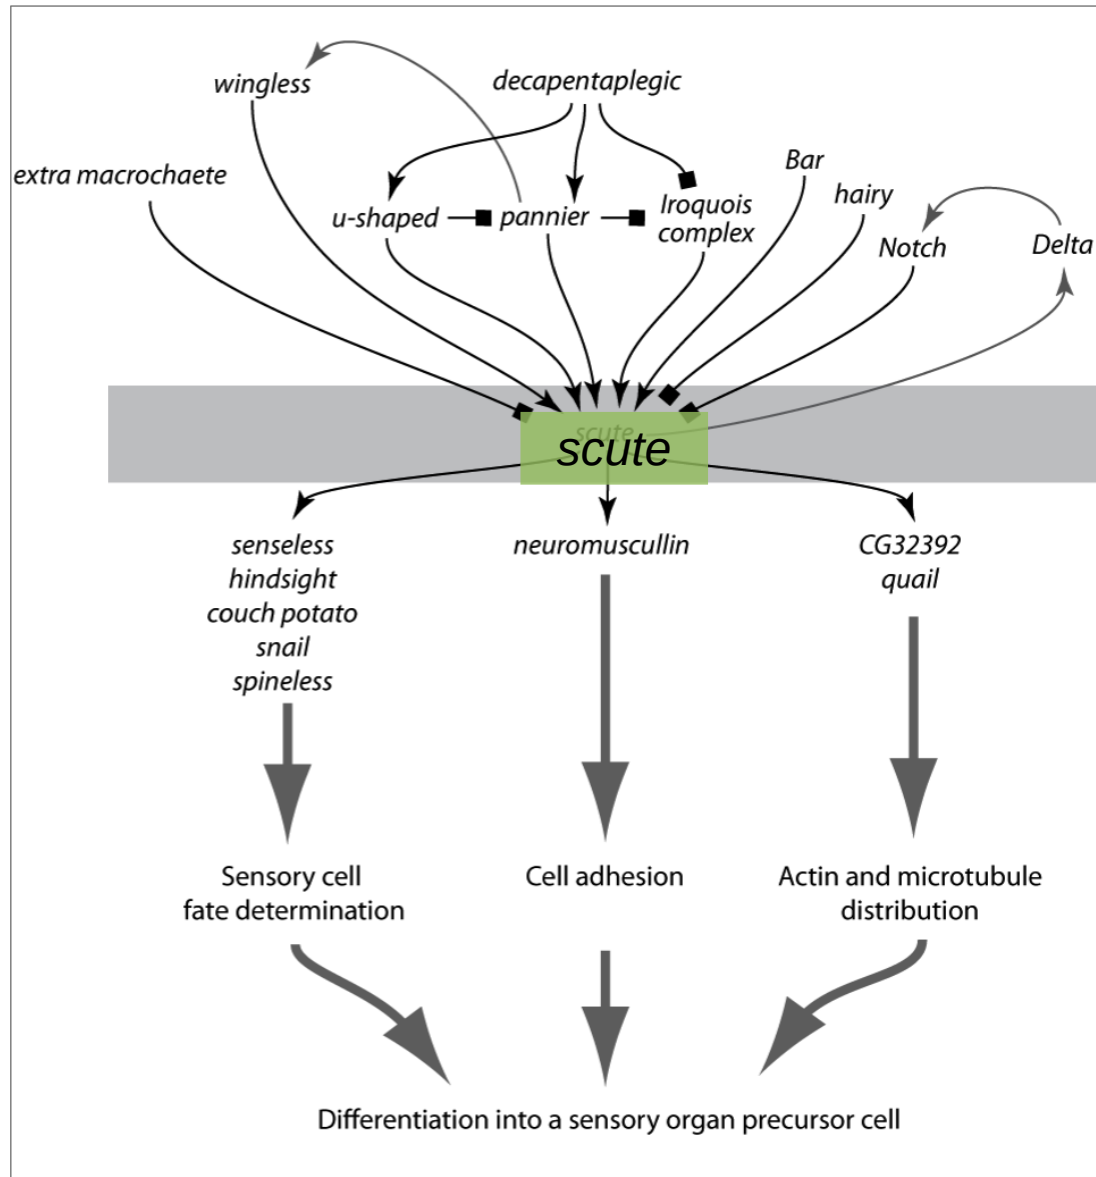 wingless
decapentaplegic
extra macrochaete
Bar
hairy
u-shaped
pannier
Iroquois
complex
Notch
Delta
scute
scute
senseless
hindsight
couch potato
snail
spineless
neuromuscullin
CG32392
quail
Sensory cell
fate determination
Cell adhesion
Actin and microtubule
distribution
Differentiation into a sensory organ precursor cell